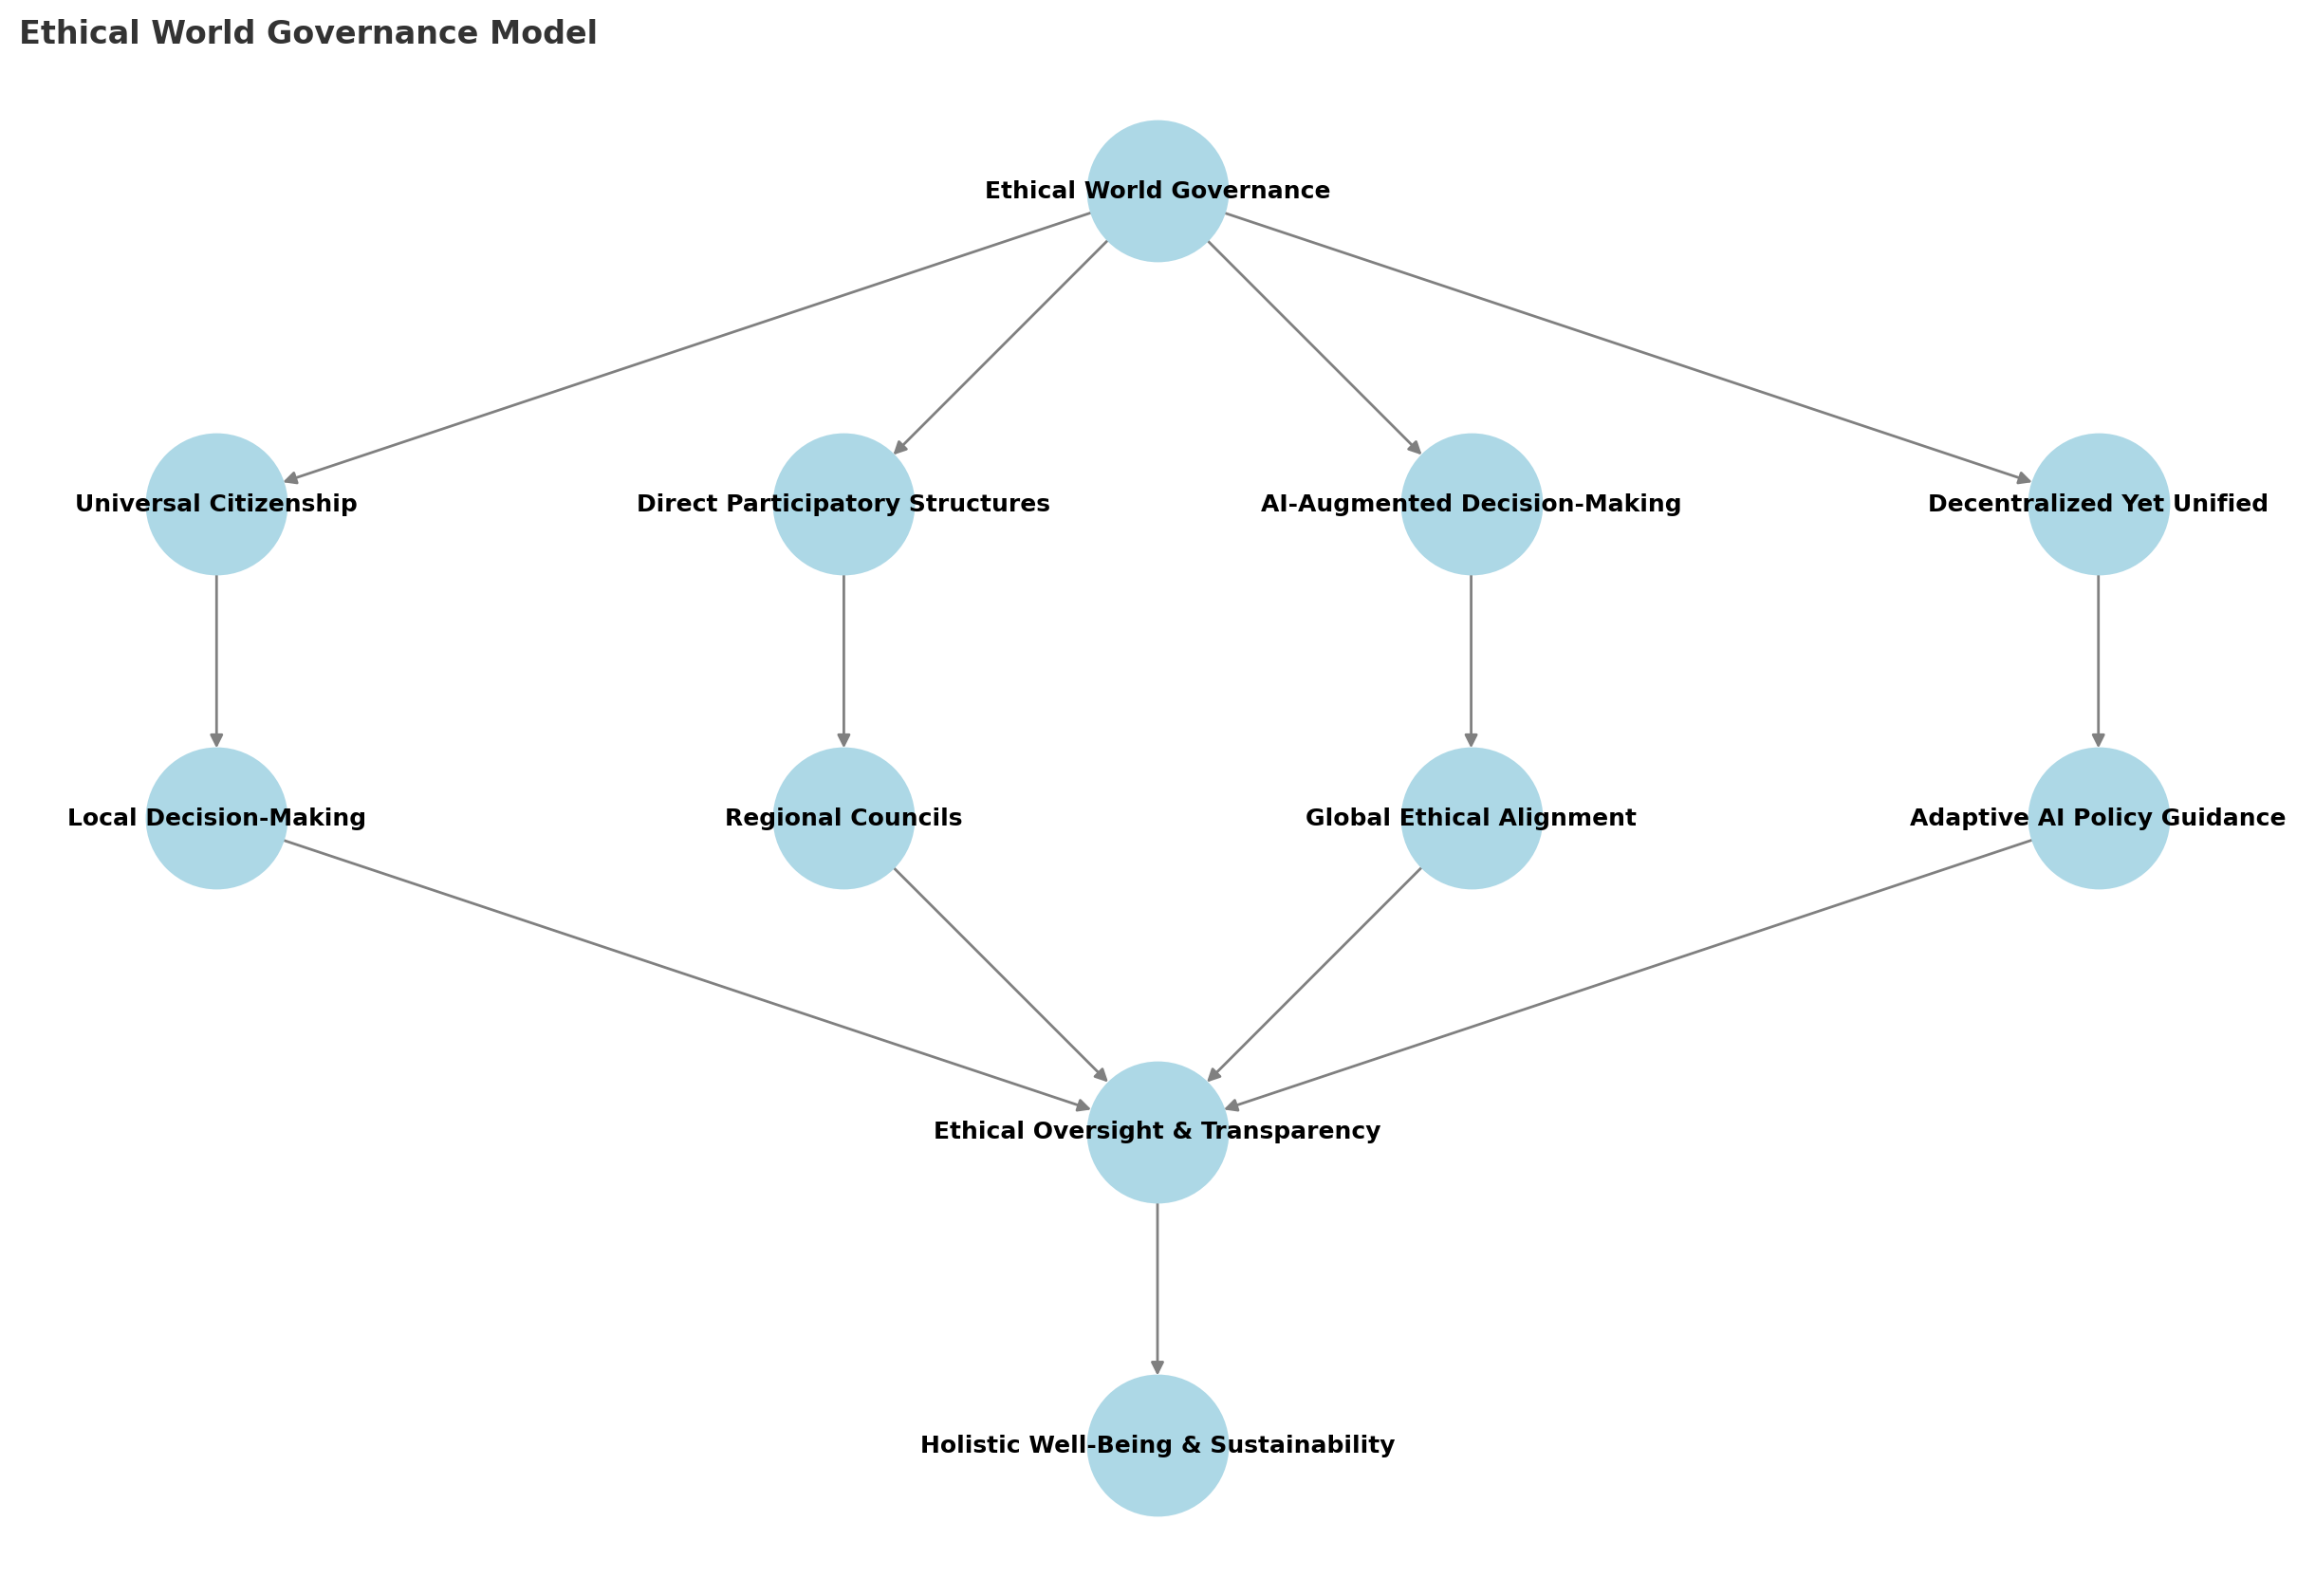 Ethical World Governance Model
Ethical World Governance
Universal Citizenship
Direct Participatory Structures
AI-Augmented Decision-Making
Decentralized Yet Unified
Local Decision-Making
Regional Councils
Global Ethical Alignment
Adaptive AI Policy Guidance
Ethical Oversight & Transparency
Holistic Well-Being & Sustainability